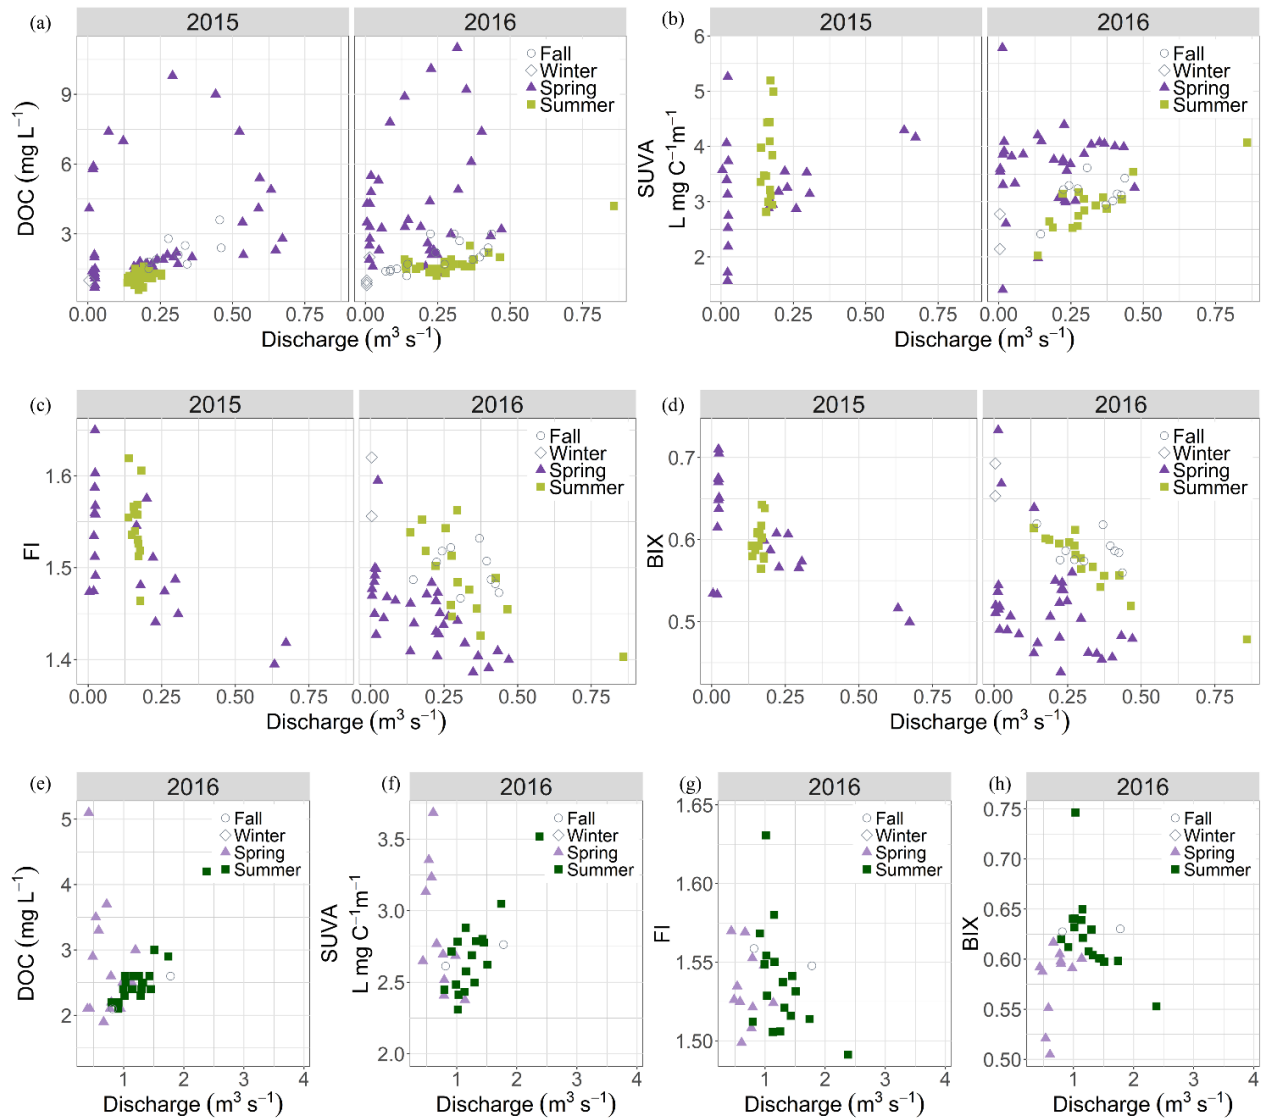 (a)
2015
2016
Fall
Winter
Spring
Summer
DOC (mg L⁻¹)
9
6
3
0.00 0.25 0.50 0.75
0.00 0.25 0.50 0.75
Discharge (m³ s⁻¹)
(b)
2015
2016
Fall
Winter
Spring
Summer
SUVA
L mg C⁻¹m⁻¹
6
5
4
3
2
0.00 0.25 0.50 0.75
0.00 0.25 0.50 0.75
Discharge (m³ s⁻¹)
(c)
2015
2016
Fall
Winter
Spring
Summer
FI
1.6
1.5
1.4
0.00 0.25 0.50 0.75
0.00 0.25 0.50 0.75
Discharge (m³ s⁻¹)
(d)
2015
2016
Fall
Winter
Spring
Summer
BIX
0.7
0.6
0.5
0.00 0.25 0.50 0.75
0.00 0.25 0.50 0.75
Discharge (m³ s⁻¹)
(e)
2016
Fall
Winter
Spring
Summer
DOC (mg L⁻¹)
5
4
3
2
1 2 3 4
Discharge (m³ s⁻¹)
(f)
2016
Fall
Winter
Spring
Summer
SUVA
L mg C⁻¹m⁻¹
3.5
3.0
2.5
2.0
1 2 3 4
Discharge (m³ s⁻¹)
(g)
2016
Fall
Winter
Spring
Summer
FI
1.65
1.60
1.55
1.50
1 2 3 4
Discharge (m³ s⁻¹)
(h)
2016
Fall
Winter
Spring
Summer
BIX
0.75
0.70
0.65
0.60
0.55
0.50
1 2 3 4
Discharge (m³ s⁻¹)